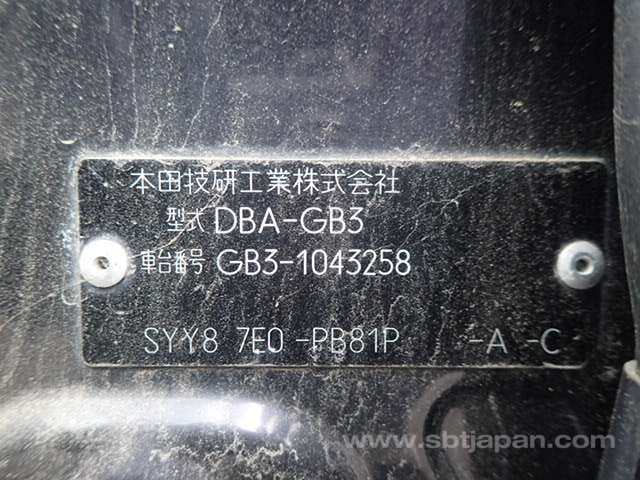 本田技研工業株式会社
型式 DBA-GB3
車台番号 GB3-1043258
SYY8 7E0 -PB81P -A -C
www.sbtjapan.com